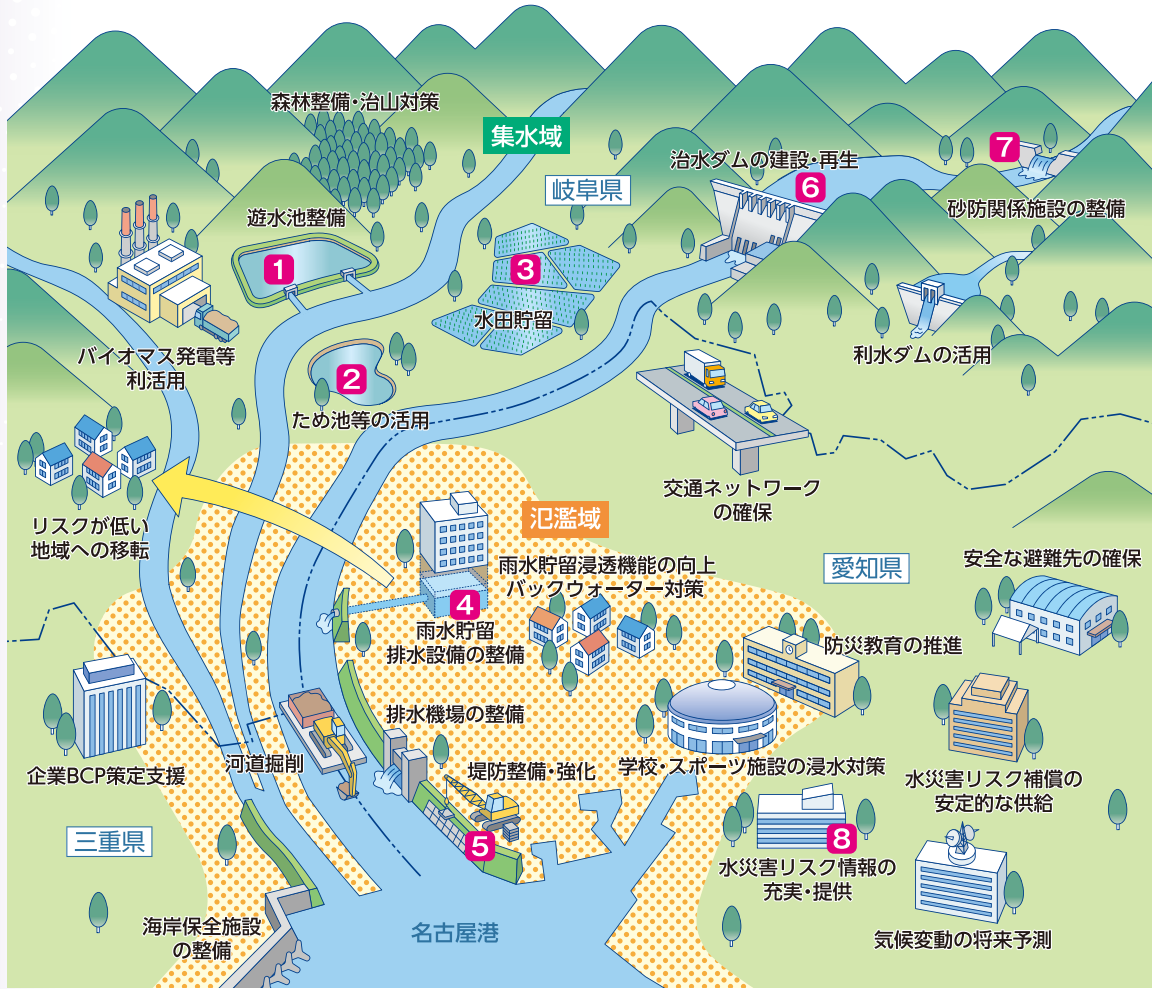 森林整備・治山対策
集水域
岐阜県
治水ダムの建設・再生
6
7
砂防関係施設の整備
遊水池整備
1
3
水田貯留
バイオマス発電等
利活用
2
ため池等の活用
利水ダムの活用
交通ネットワーク
の確保
リスクが低い
地域への移転
氾濫域
雨水貯留浸透機能の向上
バックウォーター対策
愛知県
安全な避難先の確保
4
雨水貯留
排水設備の整備
防災教育の推進
排水機場の整備
企業BCP策定支援
河道掘削
堤防整備・強化
5
学校・スポーツ施設の浸水対策
水災害リスク補償の
安定的な供給
三重県
8
水災害リスク情報の
充実・提供
海岸保全施設
の整備
名古屋港
気候変動の将来予測